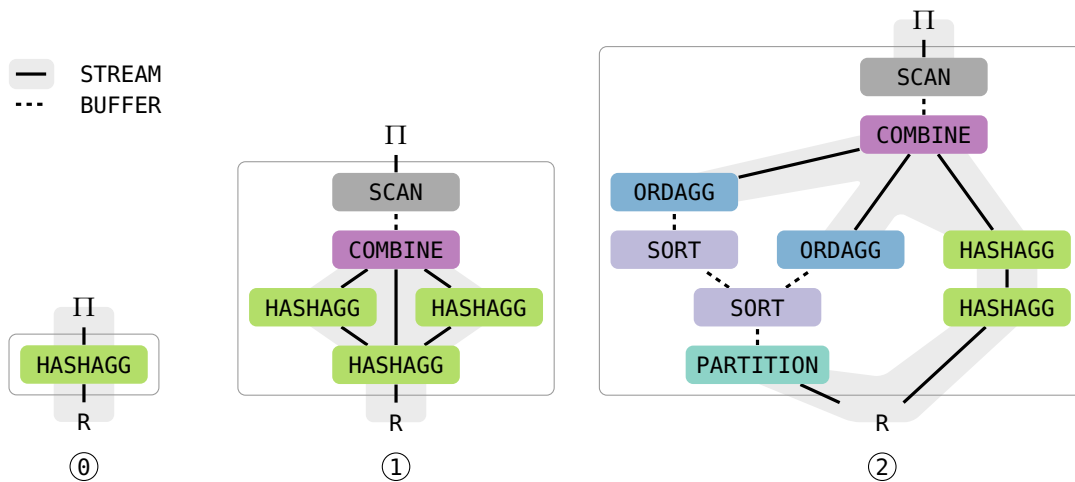 STREAM
BUFFER
Π
HASHAGG
R
⓪
Π
SCAN
COMBINE
HASHAGG HASHAGG
HASHAGG
R
①
Π
SCAN
COMBINE
ORDAGG
SORT ORDAGG HASHAGG
SORT HASHAGG
PARTITION
R
②